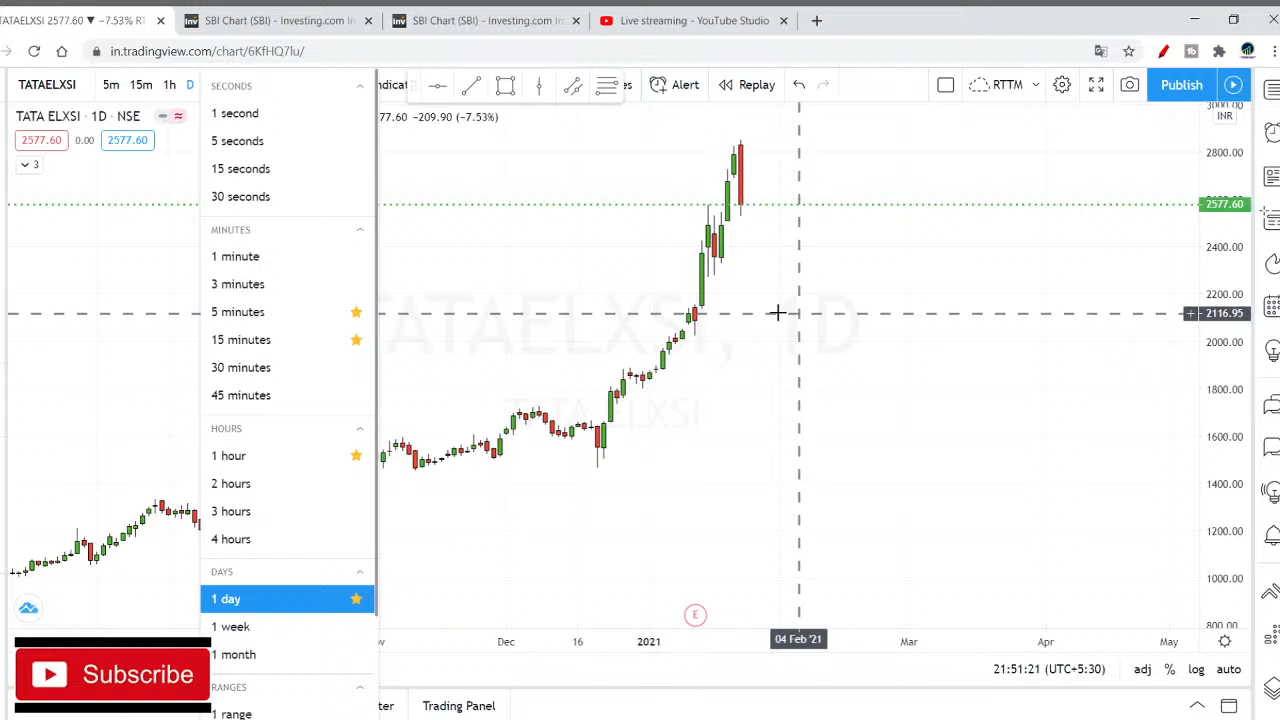 TATAELXSI 2577.60 ▼ −7.53% RT
SBI Chart (SBI) - Investing.com In
SBI Chart (SBI) - Investing.com In
Live streaming - YouTube Studio
in.tradingview.com/chart/6KfHQ7lu/
TATAELXSI
5m 15m 1h D
Alert
Replay
RTTM
Publish
TATA ELXSI · 1D · NSE
77.60 −209.90 (−7.53%)
2577.60 0.00 2577.60
3
SECONDS
1 second
5 seconds
15 seconds
30 seconds
MINUTES
1 minute
3 minutes
5 minutes
15 minutes
30 minutes
45 minutes
HOURS
1 hour
2 hours
3 hours
4 hours
DAYS
1 day
1 week
1 month
RANGES
1 range
TATAELXSI, 1D
TATAELXSI
3000.00
INR
2800.00
2577.60
2400.00
2200.00
2116.95
2000.00
1800.00
1600.00
1400.00
1200.00
1000.00
800.00
E
Dec 16 2021 04 Feb '21 Mar Apr May
21:51:21 (UTC+5:30) adj % log auto
Trading Panel
Subscribe